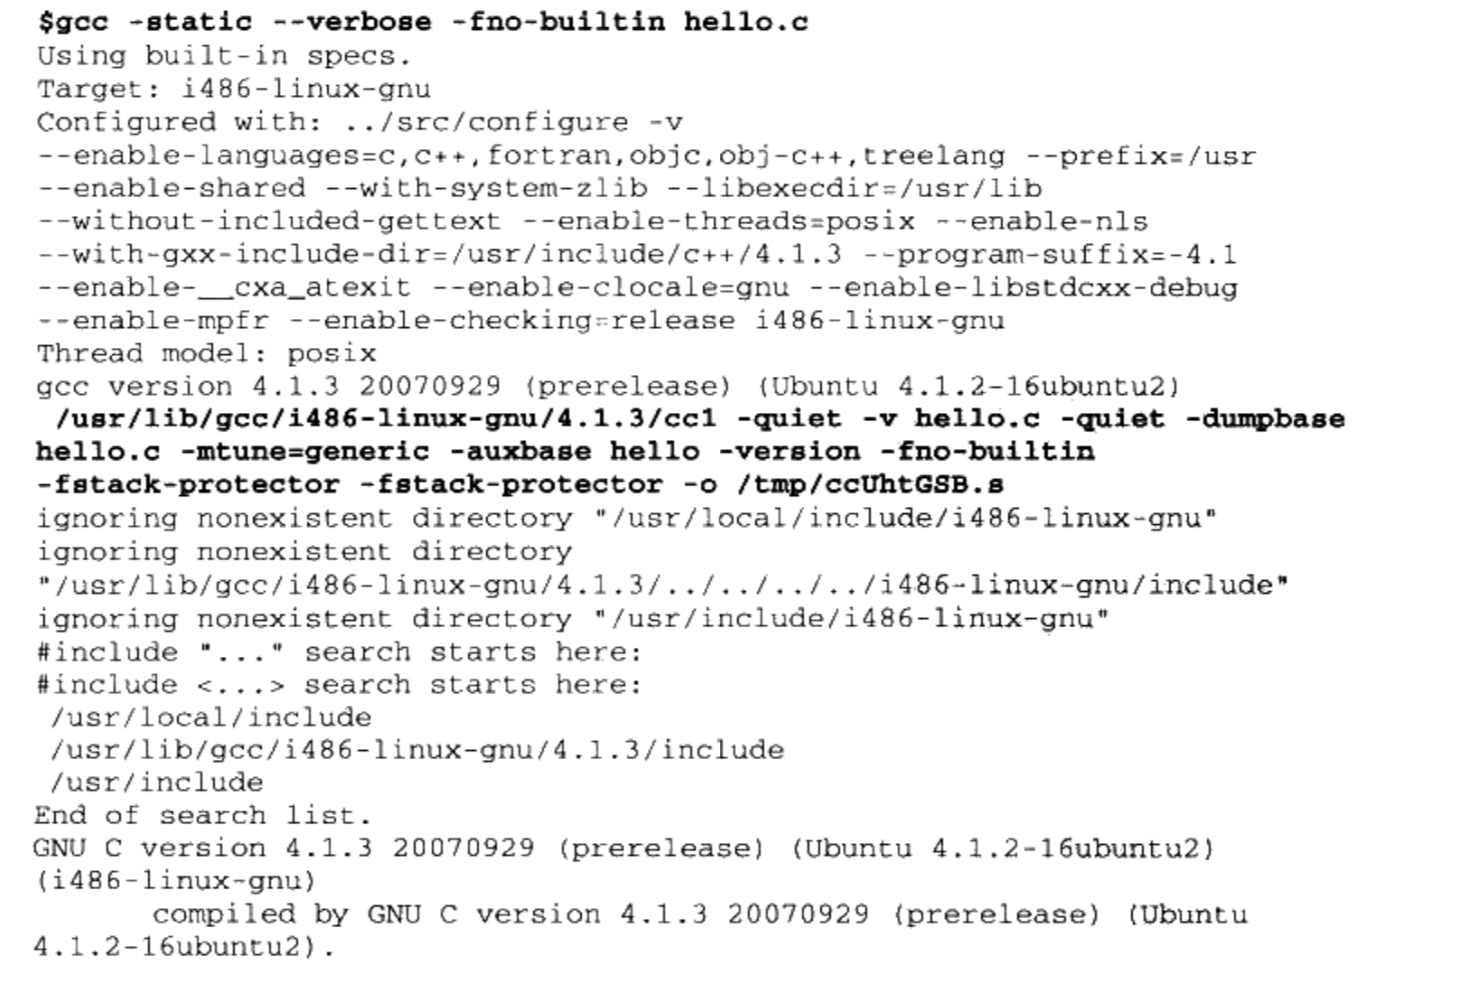 $gcc -static --verbose -fno-builtin hello.c
Using built-in specs.
Target: i486-linux-gnu
Configured with: ../src/configure -v
--enable-languages=c,c++,fortran,objc,obj-c++,treelang --prefix=/usr
--enable-shared --with-system-zlib --libexecdir=/usr/lib
--without-included-gettext --enable-threads=posix --enable-nls
--with-gxx-include-dir=/usr/include/c++/4.1.3 --program-suffix=-4.1
--enable-__cxa_atexit --enable-clocale=gnu --enable-libstdcxx-debug
--enable-mpfr --enable-checking=release i486-linux-gnu
Thread model: posix
gcc version 4.1.3 20070929 (prerelease) (Ubuntu 4.1.2-16ubuntu2)
/usr/lib/gcc/i486-linux-gnu/4.1.3/cc1 -quiet -v hello.c -quiet -dumpbase
hello.c -mtune=generic -auxbase hello -version -fno-builtin
-fstack-protector -fstack-protector -o /tmp/ccUhtGSB.s
ignoring nonexistent directory "/usr/local/include/i486-linux-gnu"
ignoring nonexistent directory
"/usr/lib/gcc/i486-linux-gnu/4.1.3/../../../../i486-linux-gnu/include"
ignoring nonexistent directory "/usr/include/i486-linux-gnu"
#include "..." search starts here:
#include <...> search starts here:
/usr/local/include
/usr/lib/gcc/i486-linux-gnu/4.1.3/include
/usr/include
End of search list.
GNU C version 4.1.3 20070929 (prerelease) (Ubuntu 4.1.2-16ubuntu2)
(i486-linux-gnu)
compiled by GNU C version 4.1.3 20070929 (prerelease) (Ubuntu
4.1.2-16ubuntu2).